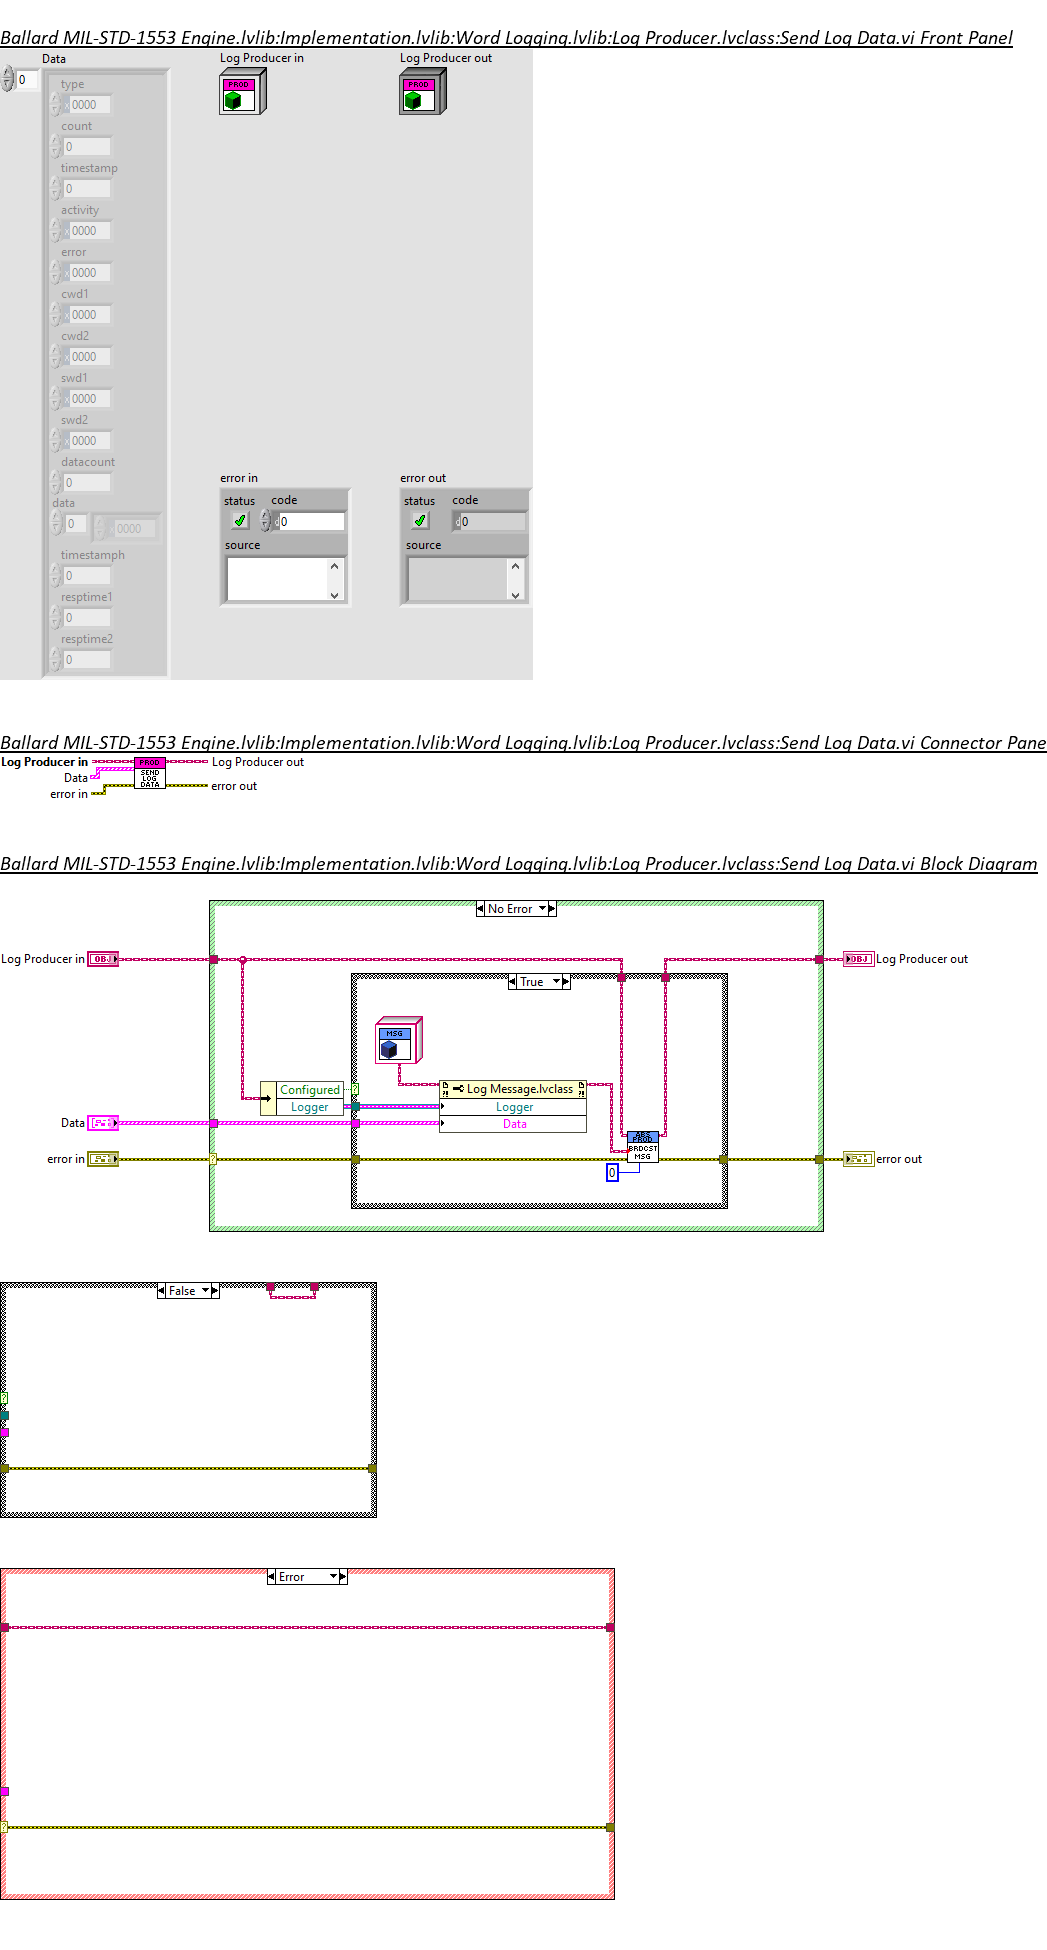 Ballard MIL-STD-1553 Engine.lvlib:Implementation.lvlib:Word Logging.lvlib:Log Producer.lvclass:Send Log Data.vi Front Panel
Data
Log Producer in
Log Producer out
0
PROD
PROD
type
x 0000
count
0
timestamp
0
activity
x 0000
error
x 0000
cwd1
x 0000
cwd2
x 0000
swd1
x 0000
swd2
x 0000
datacount
0
data
0
0000
timestamph
0
resptime1
0
resptime2
0
error in
status
code
d 0
source
error out
status
code
d 0
source
Ballard MIL-STD-1553 Engine.lvlib:Implementation.lvlib:Word Logging.lvlib:Log Producer.lvclass:Send Log Data.vi Connector Pane
Log Producer in
Data
error in
PROD
SEND
LOG
DATA
Log Producer out
error out
Ballard MIL-STD-1553 Engine.lvlib:Implementation.lvlib:Word Logging.lvlib:Log Producer.lvclass:Send Log Data.vi Block Diagram
No Error
Log Producer in
OBJ
OBJ
Log Producer out
True
MSG
Configured
?
Logger
?!
Log Message.lvclass
?!
Logger
Data
Data
ABS
PROD
BRDCST
MSG
error in
?
0
error out
False
?
Error
?